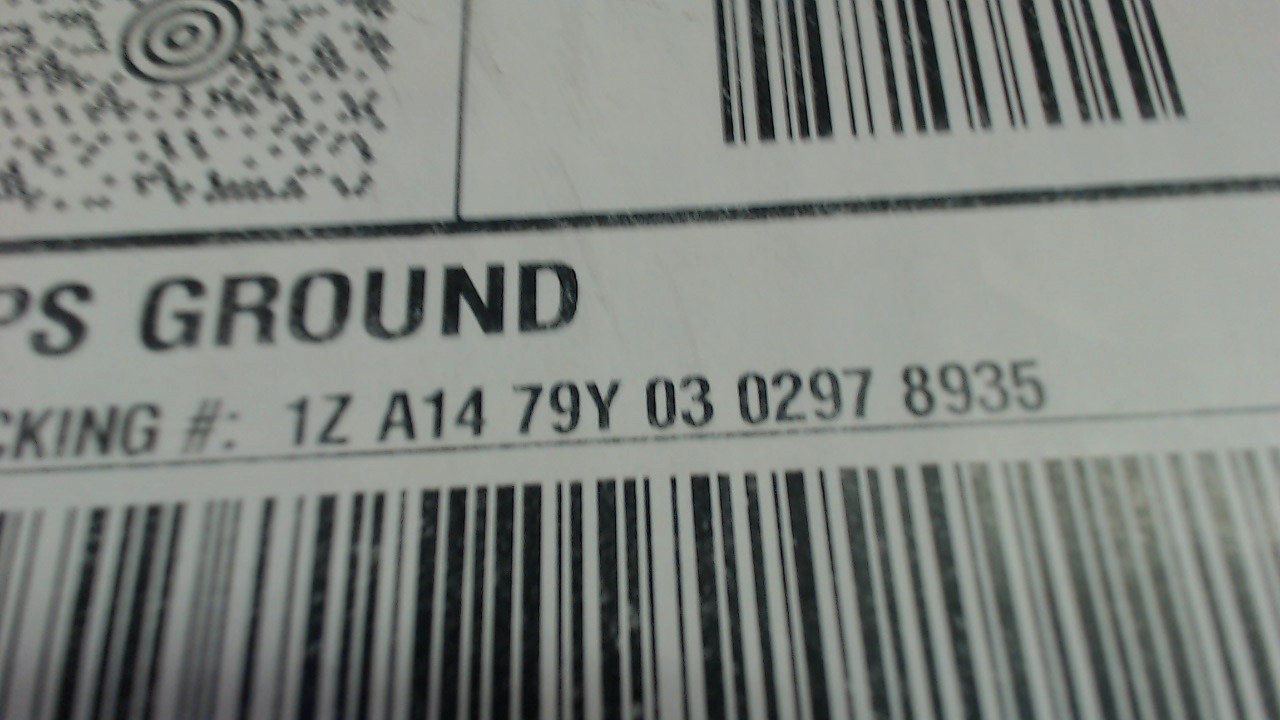 PS GROUND
CKING #: 1Z A14 79Y 03 0297 8935